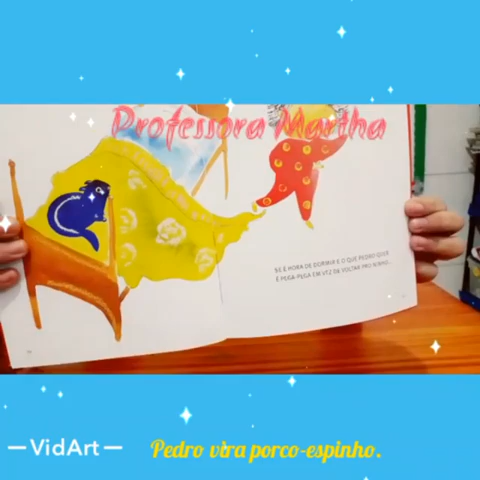 Professora Martha
SE É HORA DE DORMIR E O QUE PEDRO QUER
É PEGA-PEGA EM VEZ DE VOLTAR PRO NINHO...
—VidArt—
Pedro vira porco-espinho.